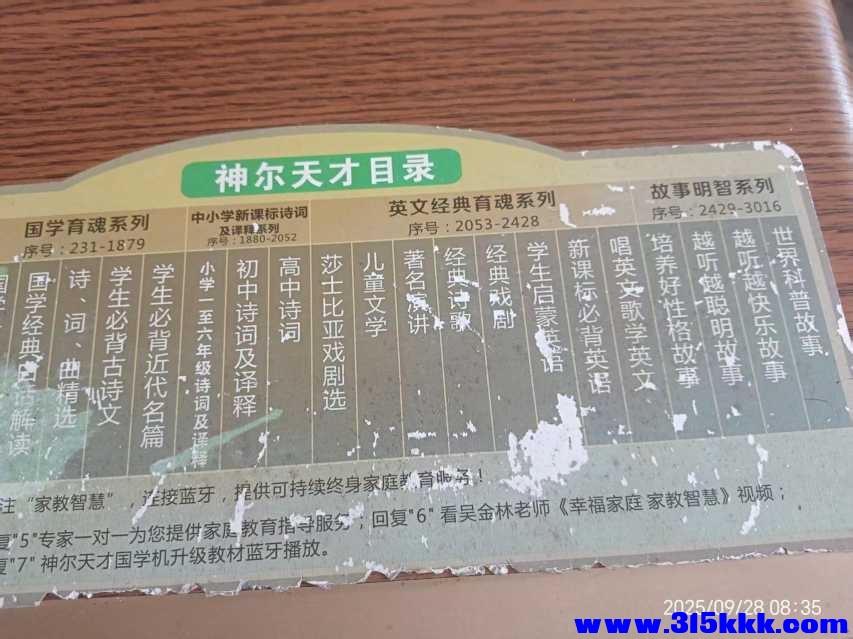 神尔天才目录
国学育魂系列
序号：231-1879
中小学新课标诗词
及译释系列
序号：1880-2052
英文经典育魂系列
序号：2053-2428
故事明智系列
序号：2429-3016
国学经典
解读
诗、词、曲精选
学生必背古诗文
学生必背近代名篇
小学一至六年级诗词及译释
初中诗词及译释
高中诗词
莎士比亚戏剧选
儿童文学
著名演讲
经典诗歌
经典戏剧
学生启蒙英语
新课标必背英语
唱英文歌学英文
培养好性格故事
越听越聪明故事
越听越快乐故事
世界科普故事
注“家教智慧”，连接蓝牙，提供可持续终身家庭教育服务！
复"5"专家一对一为您提供家庭教育指导服务；回复"6" 看吴金林老师《幸福家庭 家教智慧》视频；
复"7" 神尔天才国学机升级教材蓝牙播放。
2025/09/28 08:35
www.315kkk.com